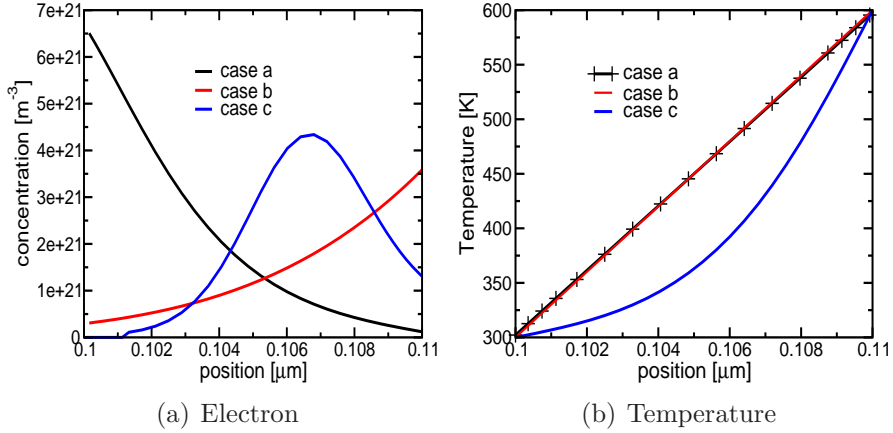 7e+21
6e+21
5e+21
4e+21
3e+21
2e+21
1e+21
0
concentration [m⁻³]
case a
case b
case c
0.1 0.102 0.104 0.106 0.108 0.11
position [μm]
(a) Electron
600
550
500
450
400
350
300
Temperature [K]
case a
case b
case c
0.1 0.102 0.104 0.106 0.108 0.11
position [μm]
(b) Temperature